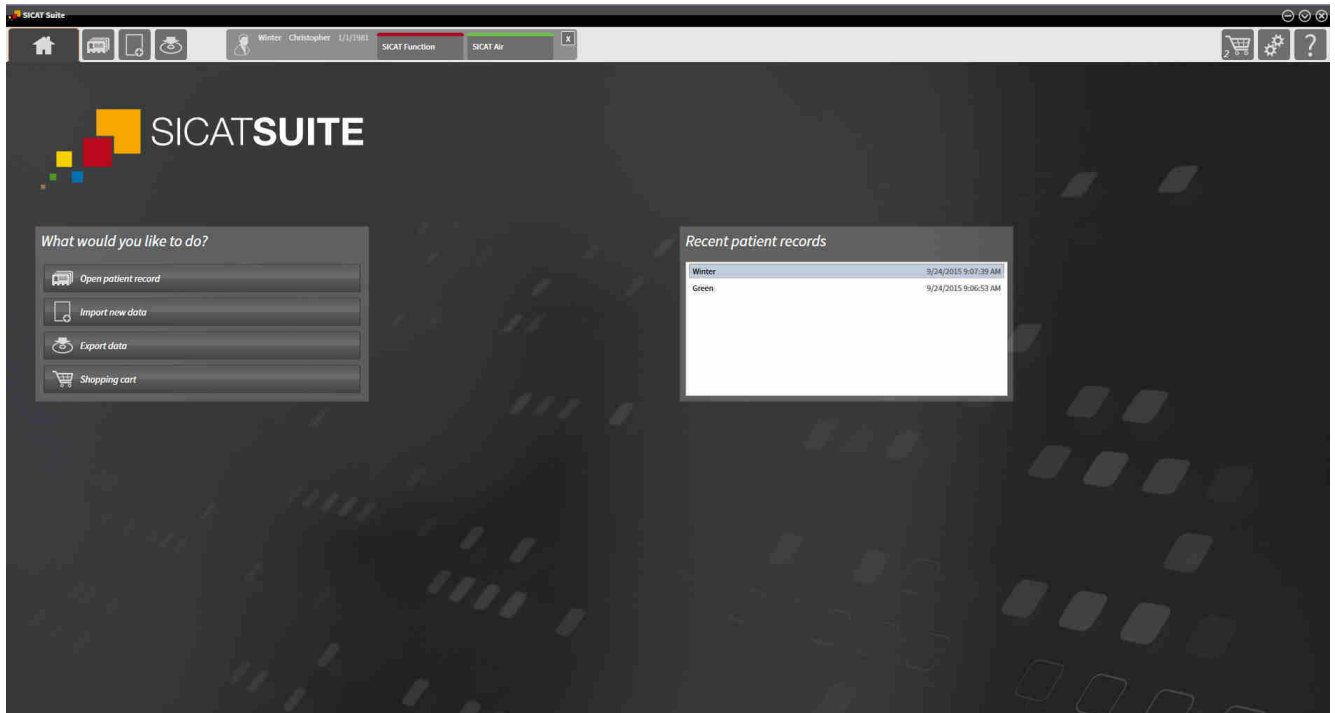 SICAT Suite
Winter Christopher 1/1/1981
SICAT Function
SICAT Air
x
2
?
SICATSUITE
What would you like to do?
Open patient record
Import new data
Export data
Shopping cart
Recent patient records
Winter 9/24/2015 9:07:39 AM
Green 9/24/2015 9:06:53 AM